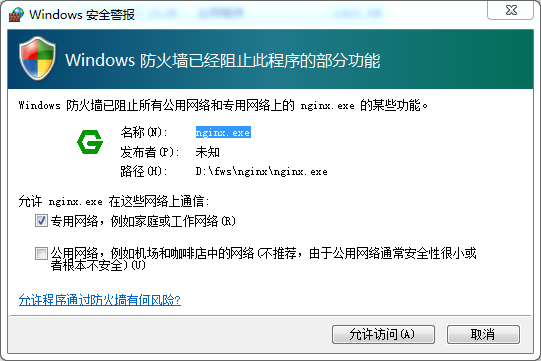 Windows 安全警报
Windows 防火墙已经阻止此程序的部分功能
Windows 防火墙已阻止所有公用网络和专用网络上的 nginx.exe 的某些功能。
名称(N): nginx.exe
发布者(P): 未知
路径(H): D:\fws\nginx\nginx.exe
允许 nginx.exe 在这些网络上通信:
专用网络，例如家庭或工作网络(R)
公用网络，例如机场和咖啡店中的网络(不推荐，由于公用网络通常安全性很小或
者根本不安全)(U)
允许程序通过防火墙有何风险?
允许访问(A) 取消